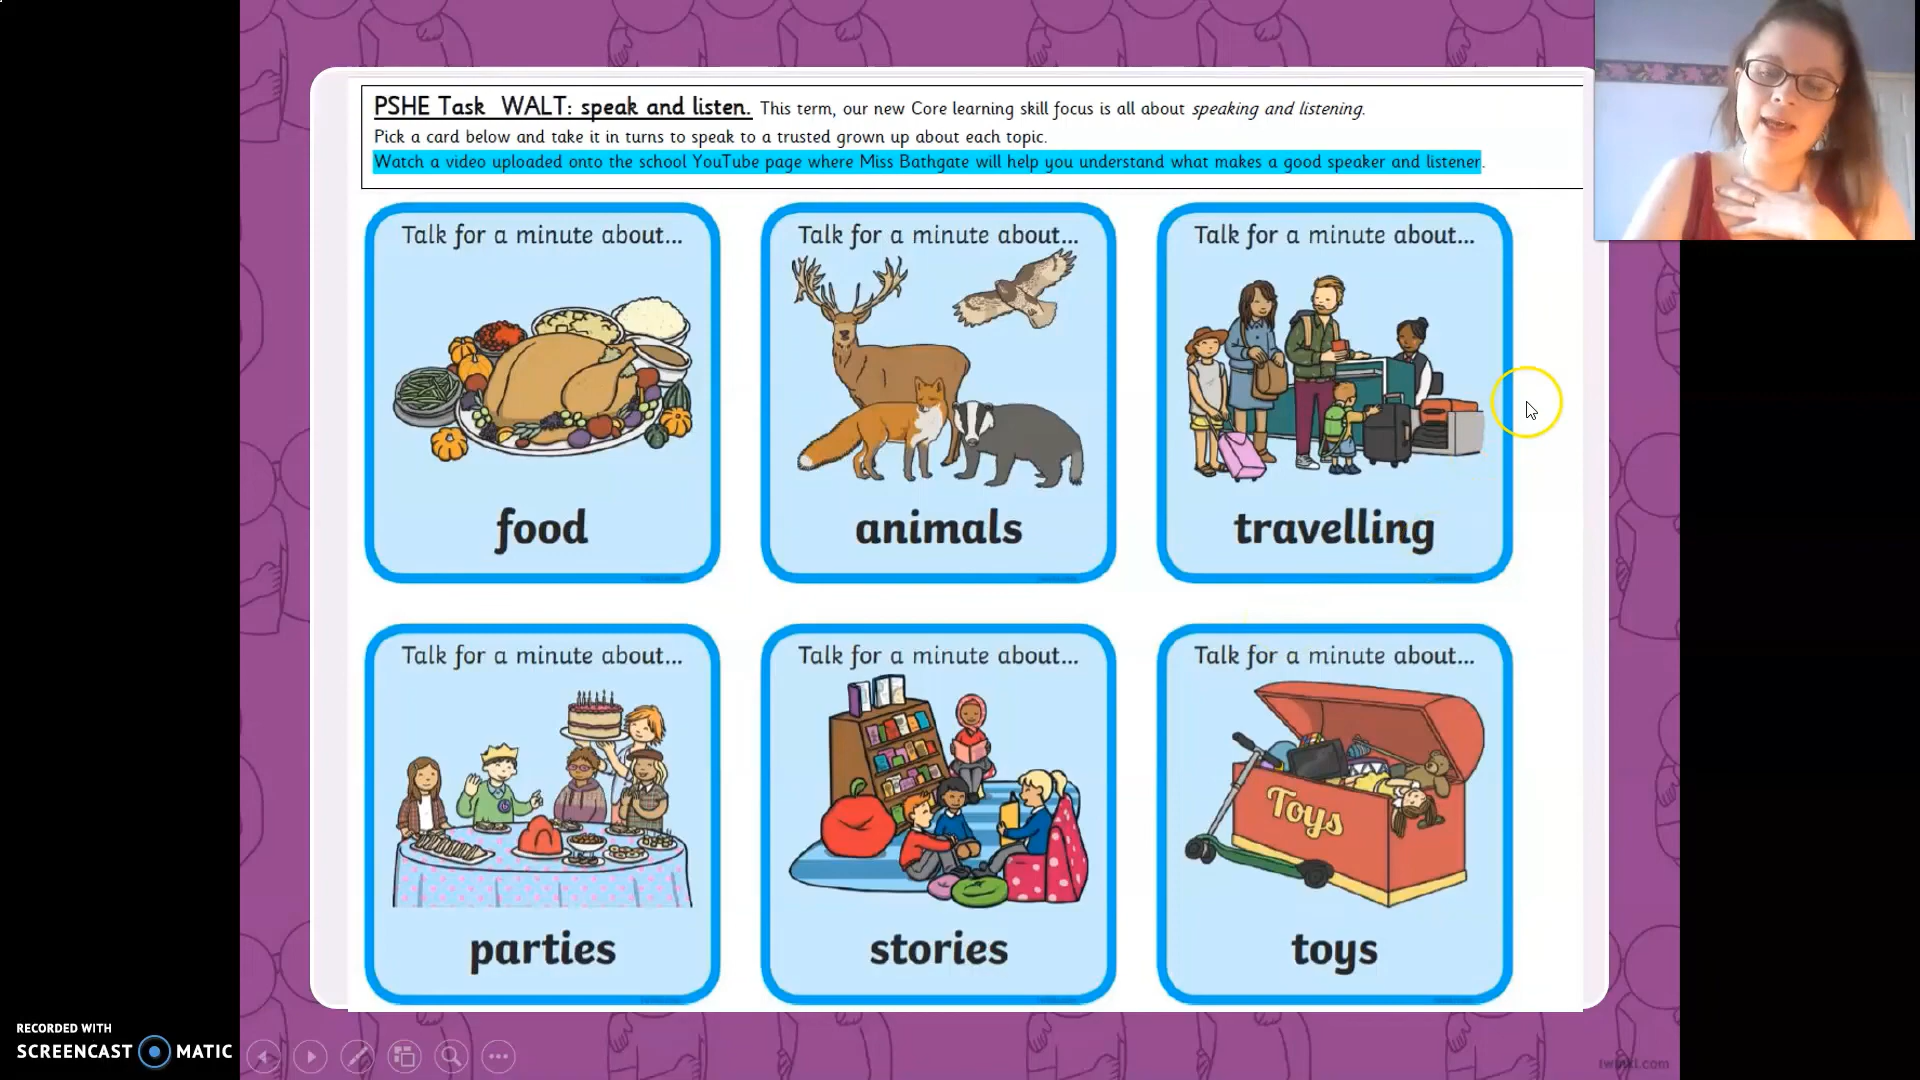 PSHE Task WALT: speak and listen. This term, our new Core learning skill focus is all about speaking and listening.
Pick a card below and take it in turns to speak to a trusted grown up about each topic.
Watch a video uploaded onto the school YouTube page where Miss Bathgate will help you understand what makes a good speaker and listener.
Talk for a minute about...
food
Talk for a minute about...
animals
Talk for a minute about...
travelling
Talk for a minute about...
parties
Talk for a minute about...
stories
Talk for a minute about...
Toys
toys
RECORDED WITH
SCREENCAST MATIC